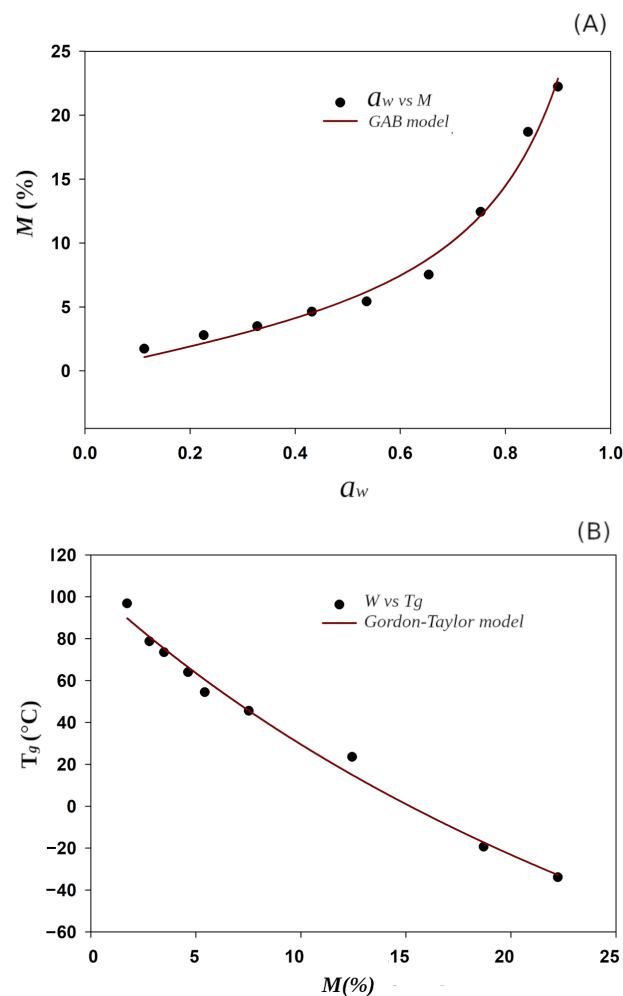 (A)
25
20
15
10
5
0
M (%)
aw vs M
GAB model
0.0 0.2 0.4 0.6 0.8 1.0
aw
(B)
120
100
80
60
40
20
0
−20
−40
−60
Tg (°C)
W vs Tg
Gordon-Taylor model
0 5 10 15 20 25
M(%)